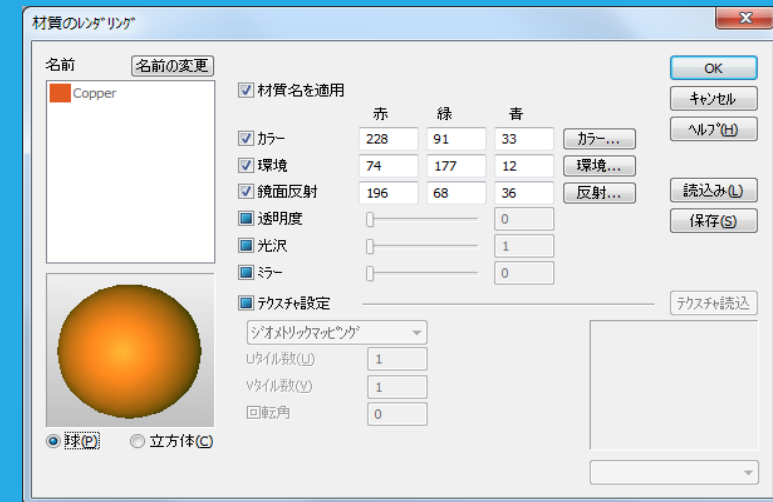 材質のﾚﾝﾀﾞﾘﾝｸﾞ
名前 名前の変更
Copper
材質名を適用
赤 緑 青
ｶﾗｰ 228 91 33 ｶﾗｰ...
環境 74 177 12 環境...
鏡面反射 196 68 36 反射...
透明度 0
光沢 1
ﾐﾗｰ 0
ﾃｸｽﾁｬ設定 ﾃｸｽﾁｬ読込
ｼﾞｵﾒﾄﾘｯｸﾏｯﾋﾟﾝｸﾞ
Uﾀｲﾙ数(U) 1
Vﾀｲﾙ数(V) 1
回転角 0
球(P) 立方体(C)
OK
ｷｬﾝｾﾙ
ﾍﾙﾌﾟ(H)
読込み(L)
保存(S)